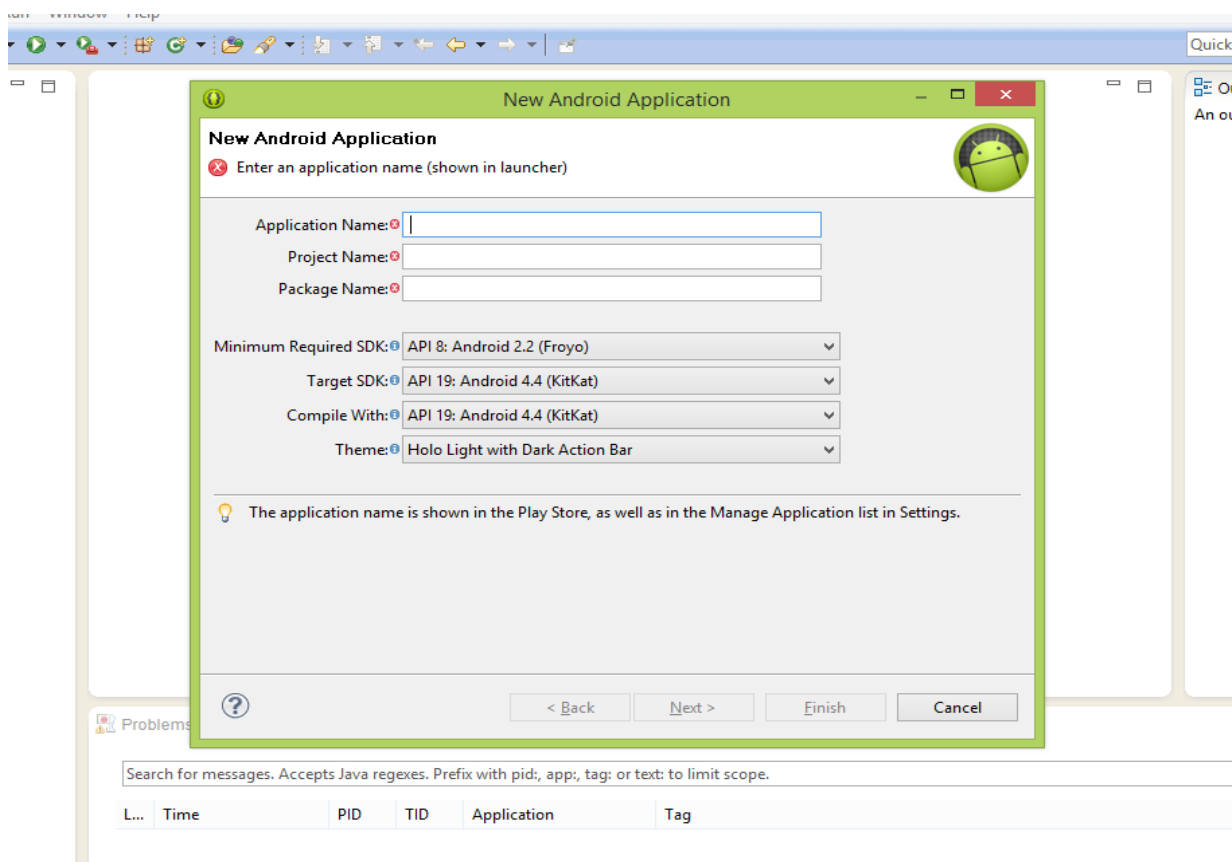 Window Help
Quick
New Android Application
New Android Application
Enter an application name (shown in launcher)
An
Application Name:
Project Name:
Package Name:
Minimum Required SDK: API 8: Android 2.2 (Froyo)
Target SDK: API 19: Android 4.4 (KitKat)
Compile With: API 19: Android 4.4 (KitKat)
Theme: Holo Light with Dark Action Bar
The application name is shown in the Play Store, as well as in the Manage Application list in Settings.
< Back Next > Finish Cancel
Problems
Search for messages. Accepts Java regexes. Prefix with pid:, app:, tag: or text: to limit scope.
L... Time PID TID Application Tag